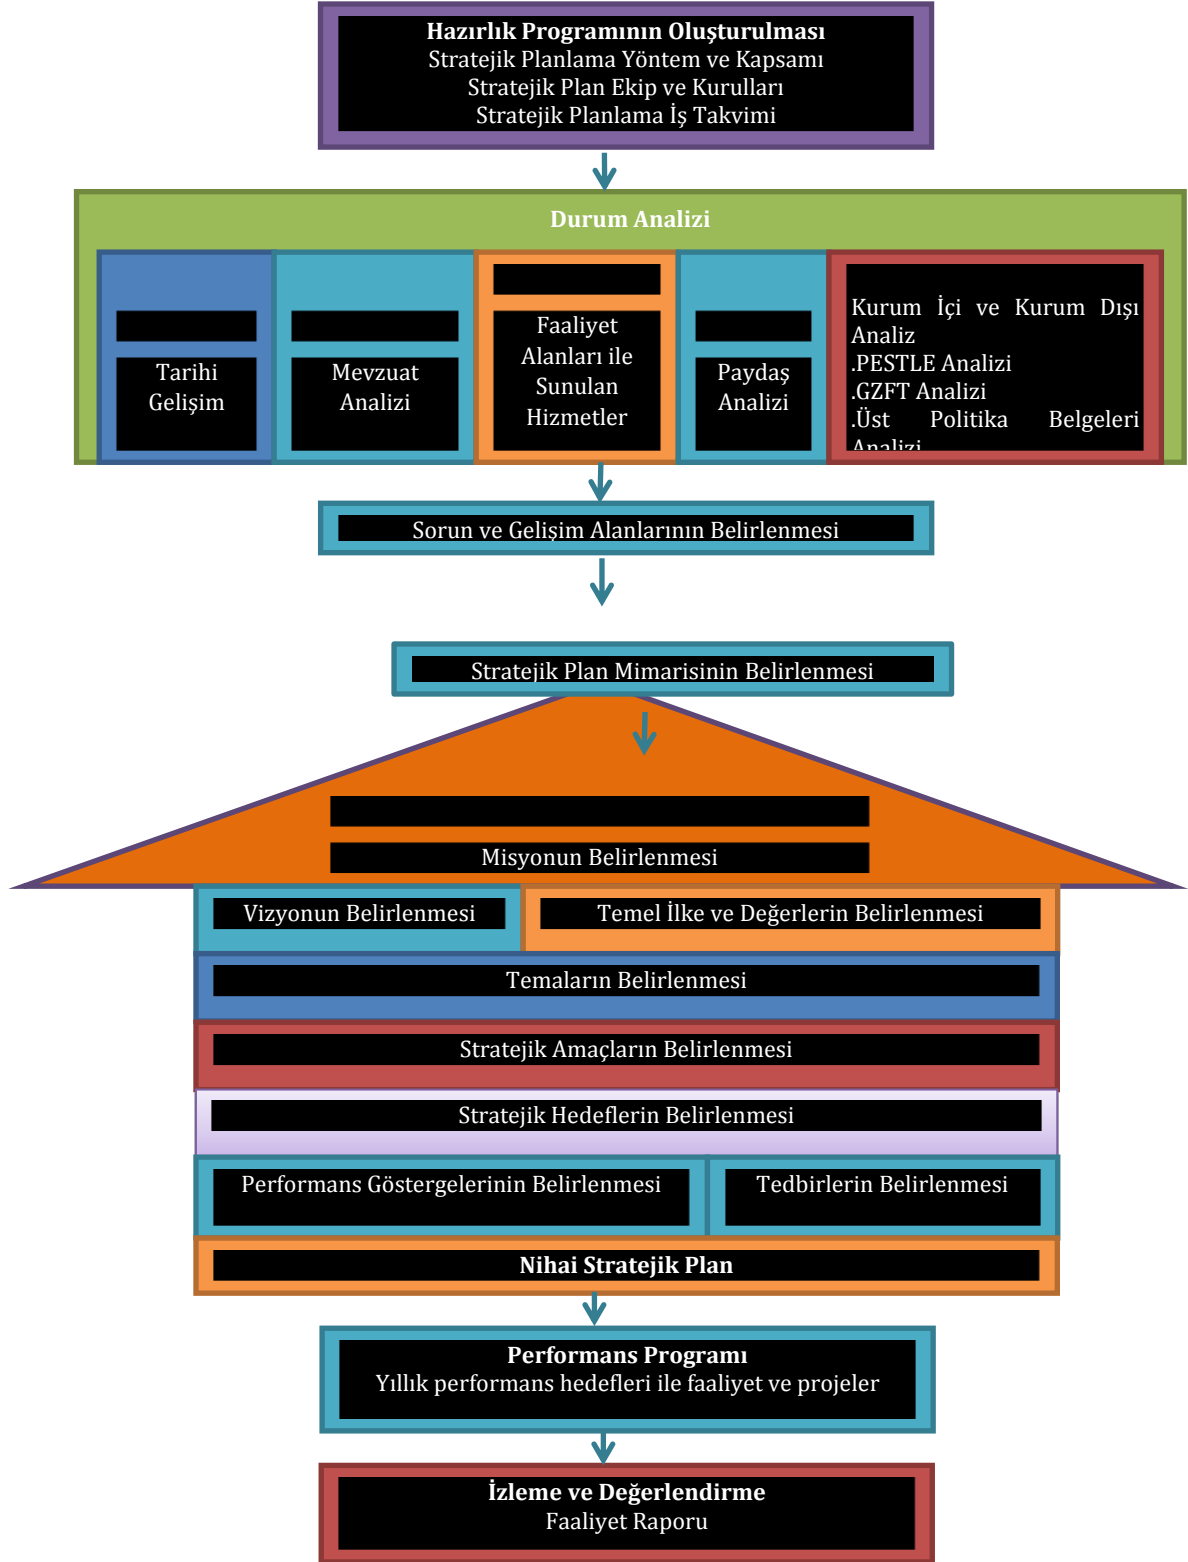 Hazırlık Programının Oluşturulması
Stratejik Planlama Yöntem ve Kapsamı
Stratejik Plan Ekip ve Kurulları
Stratejik Planlama İş Takvimi
Durum Analizi
Tarihi
Gelişim
Mevzuat
Analizi
Faaliyet
Alanları ile
Sunulan
Hizmetler
Paydaş
Analizi
Kurum İçi ve Kurum Dışı
Analiz
.PESTLE Analizi
.GZFT Analizi
.Üst Politika Belgeleri
Analizi
Sorun ve Gelişim Alanlarının Belirlenmesi
Stratejik Plan Mimarisinin Belirlenmesi
Misyonun Belirlenmesi
Vizyonun Belirlenmesi
Temel İlke ve Değerlerin Belirlenmesi
Temaların Belirlenmesi
Stratejik Amaçların Belirlenmesi
Stratejik Hedeflerin Belirlenmesi
Performans Göstergelerinin Belirlenmesi
Tedbirlerin Belirlenmesi
Nihai Stratejik Plan
Performans Programı
Yıllık performans hedefleri ile faaliyet ve projeler
İzleme ve Değerlendirme
Faaliyet Raporu